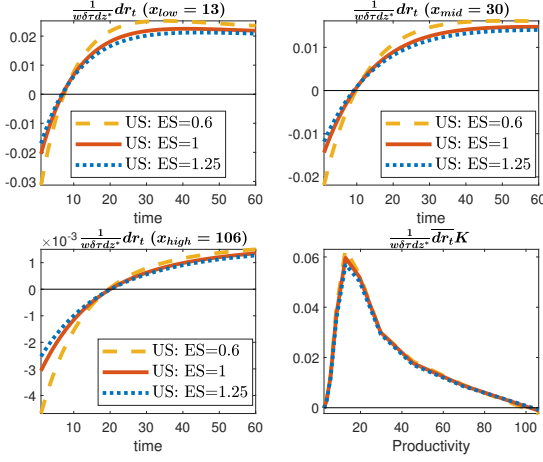 1/(wδτdz*) dr_t (x_low = 13)
0.02
0.01
0
-0.01
-0.02
-0.03
US: ES=0.6
US: ES=1
US: ES=1.25
10 20 30 40 50 60
time
1/(wδτdz*) dr_t (x_mid = 30)
0.01
0
-0.01
-0.02
US: ES=0.6
US: ES=1
US: ES=1.25
10 20 30 40 50 60
time
1/(wδτdz*) dr_t (x_high = 106)
×10⁻³
1
0
-1
-2
-3
-4
US: ES=0.6
US: ES=1
US: ES=1.25
10 20 30 40 50 60
time
1/(wδτdz*) d̅r̅_t̅K
0.06
0.04
0.02
0
20 40 60 80 100
Productivity